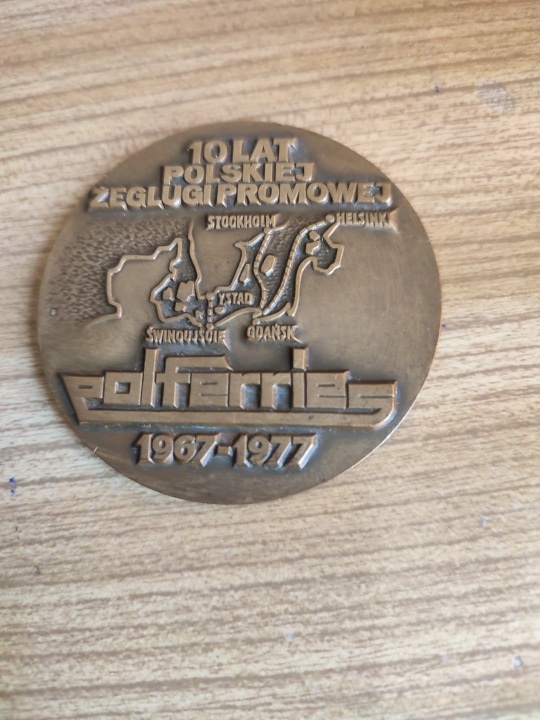 10 LAT
POLSKIEJ
ŻEGLUGI PROMOWEJ
STOCKHOLM HELSINKI
YSTAD
ŚWINOUJŚCIE GDAŃSK
polferries
1967-1977